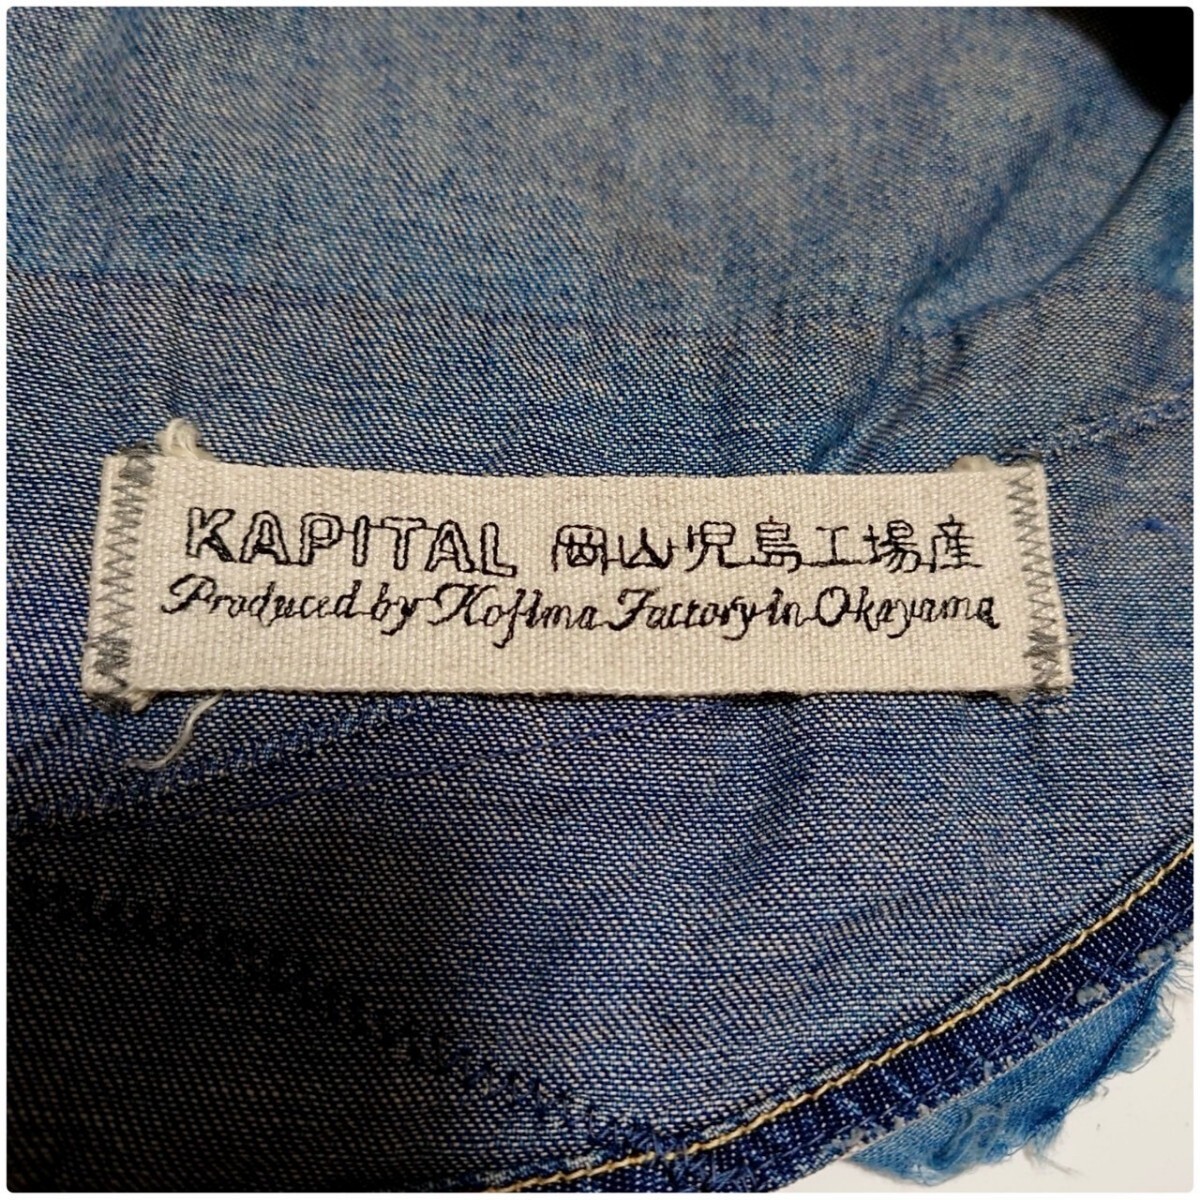 KAPITAL 岡山児島工場産
Produced by Kojima Factory in Okayama